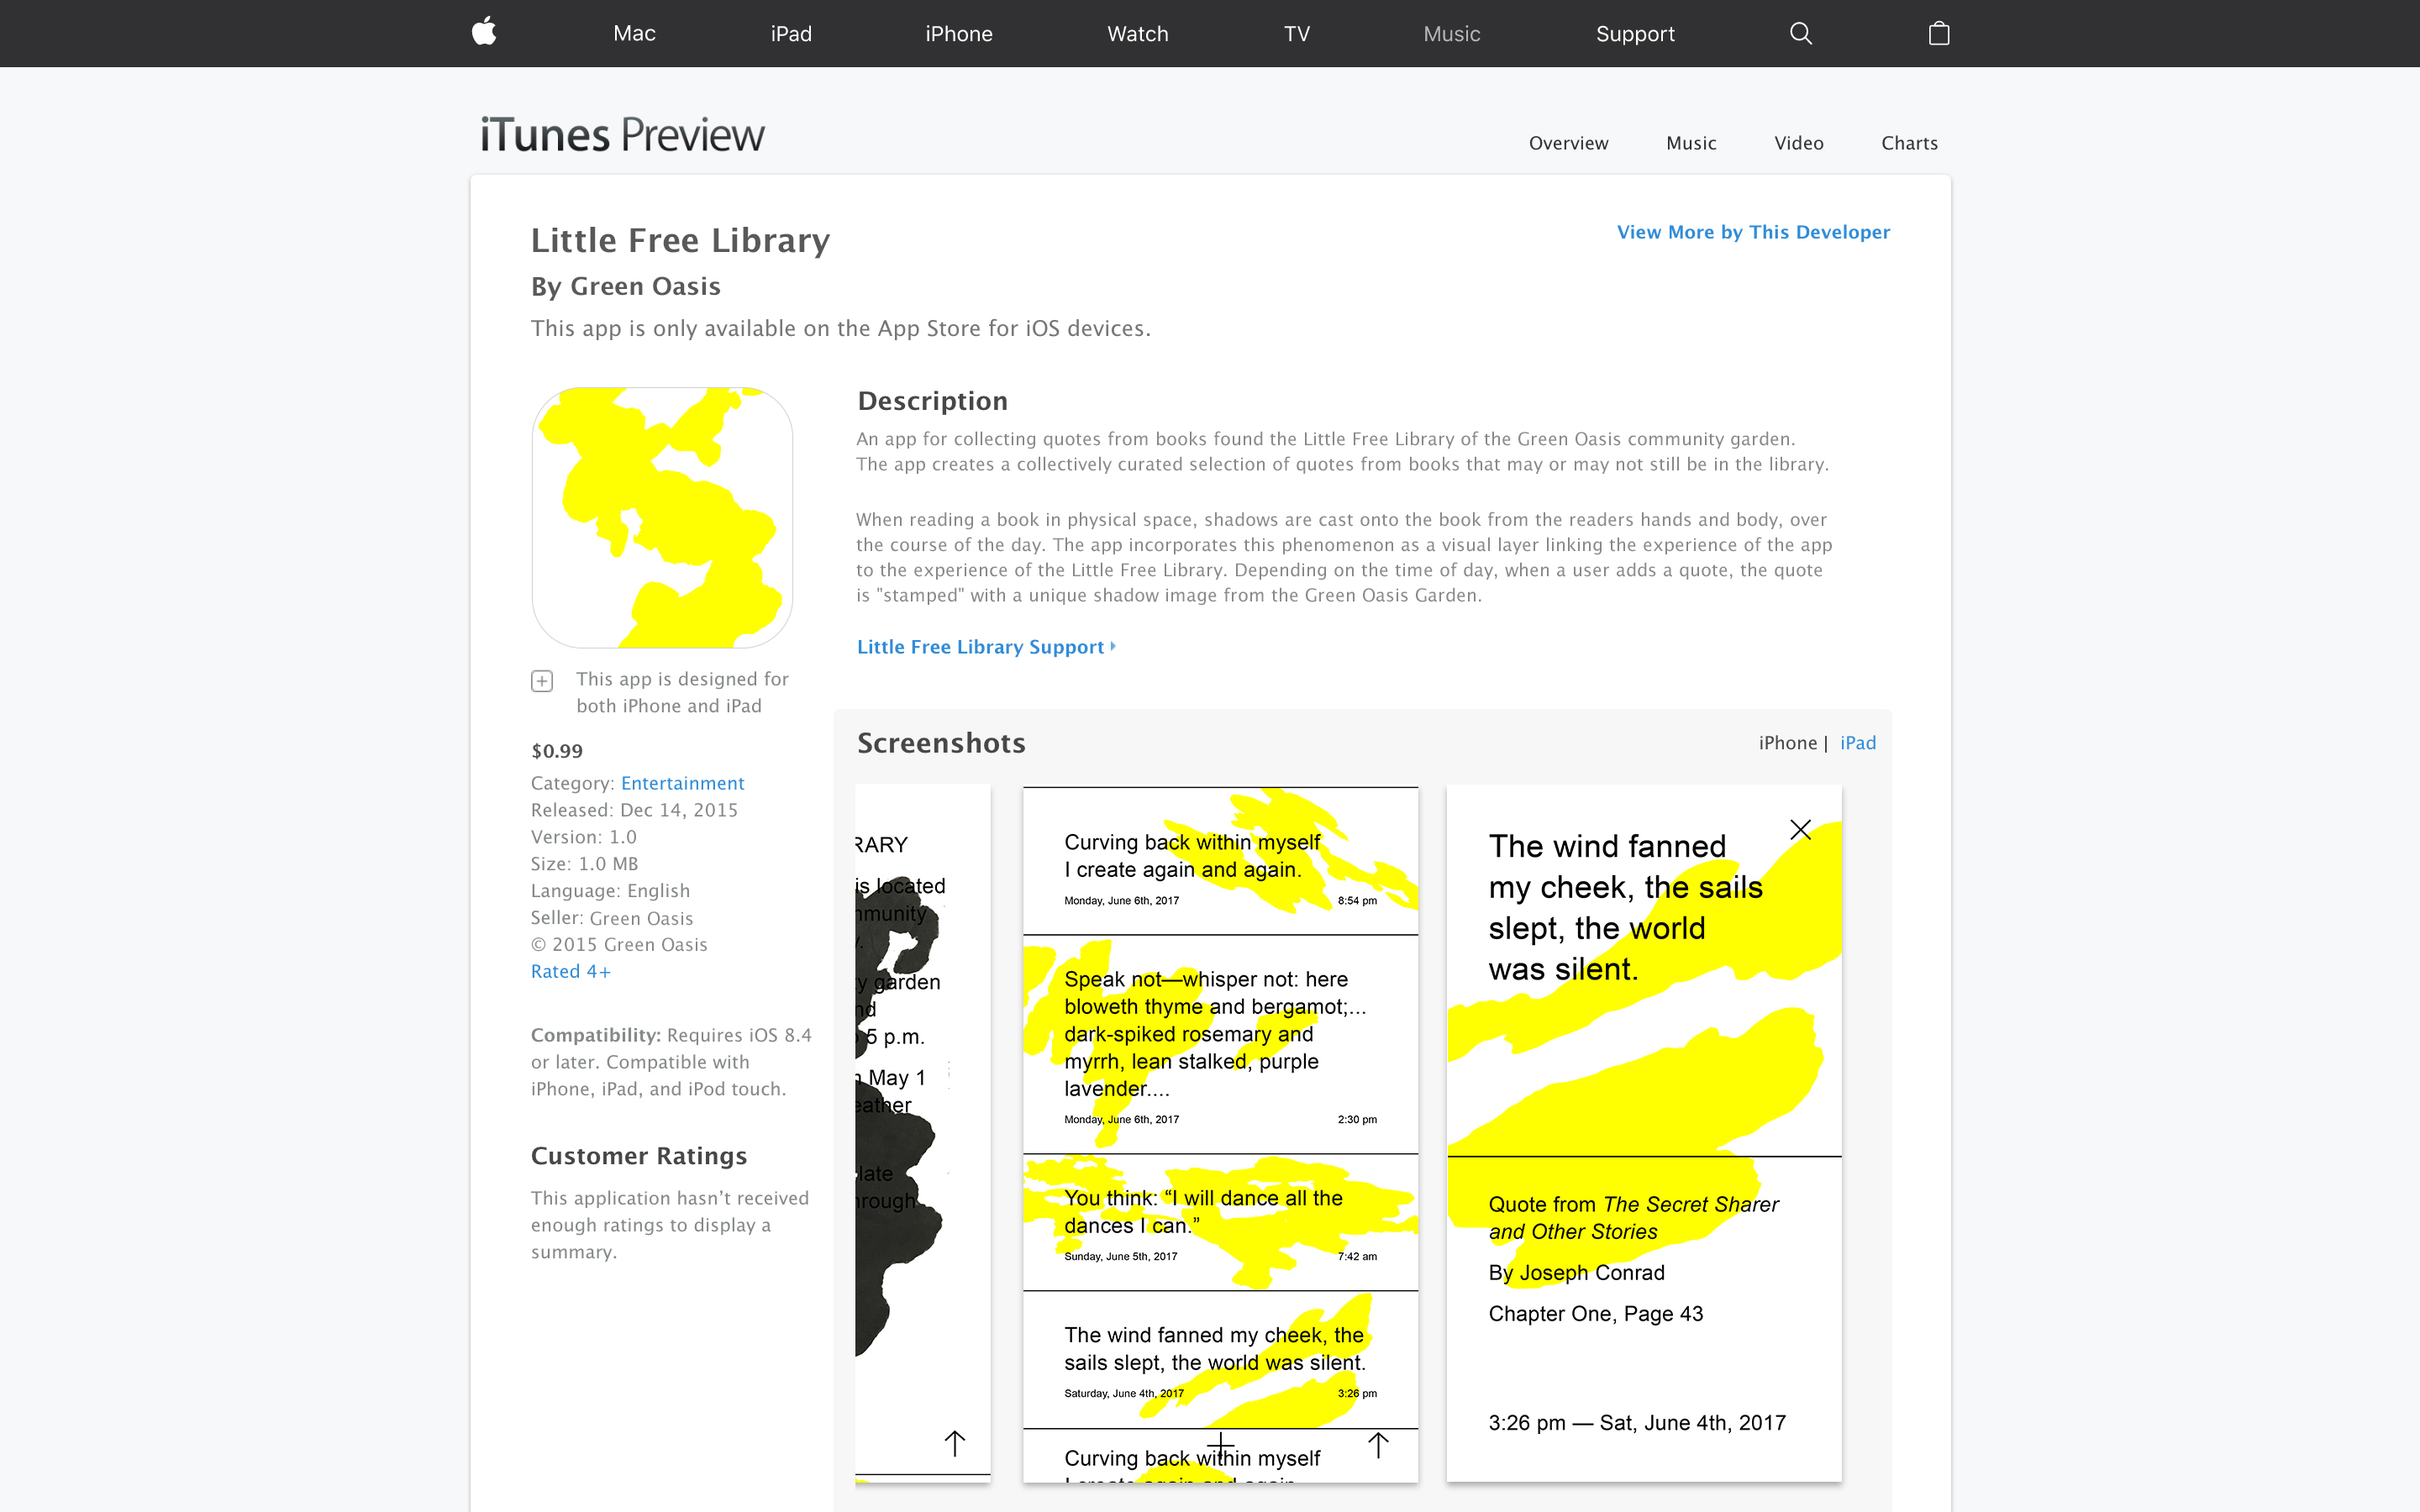 Mac iPad iPhone Watch TV Music Support
iTunes Preview
Overview Music Video Charts
Little Free Library
View More by This Developer
By Green Oasis
This app is only available on the App Store for iOS devices.
Description
An app for collecting quotes from books found the Little Free Library of the Green Oasis community garden.
The app creates a collectively curated selection of quotes from books that may or may not still be in the library.
When reading a book in physical space, shadows are cast onto the book from the readers hands and body, over
the course of the day. The app incorporates this phenomenon as a visual layer linking the experience of the app
to the experience of the Little Free Library. Depending on the time of day, when a user adds a quote, the quote
is "stamped" with a unique shadow image from the Green Oasis Garden.
Little Free Library Support
This app is designed for
both iPhone and iPad
$0.99
Category: Entertainment
Released: Dec 14, 2015
Version: 1.0
Size: 1.0 MB
Language: English
Seller: Green Oasis
© 2015 Green Oasis
Rated 4+
Compatibility: Requires iOS 8.4
or later. Compatible with
iPhone, iPad, and iPod touch.
Customer Ratings
This application hasn’t received
enough ratings to display a
summary.
Screenshots
iPhone | iPad
RARY
is located
mmunity
y.
y garden
nd
5 p.m.
n May 1
eather
late
hrough
Curving back within myself
I create again and again.
Monday, June 6th, 2017 8:54 pm
Speak not—whisper not: here
bloweth thyme and bergamot;...
dark-spiked rosemary and
myrrh, lean stalked, purple
lavender....
Monday, June 6th, 2017 2:30 pm
You think: “I will dance all the
dances I can.”
Sunday, June 5th, 2017 7:42 am
The wind fanned my cheek, the
sails slept, the world was silent.
Saturday, June 4th, 2017 3:26 pm
Curving back within myself
I create again and again.
The wind fanned
my cheek, the sails
slept, the world
was silent.
Quote from The Secret Sharer
and Other Stories
By Joseph Conrad
Chapter One, Page 43
3:26 pm — Sat, June 4th, 2017